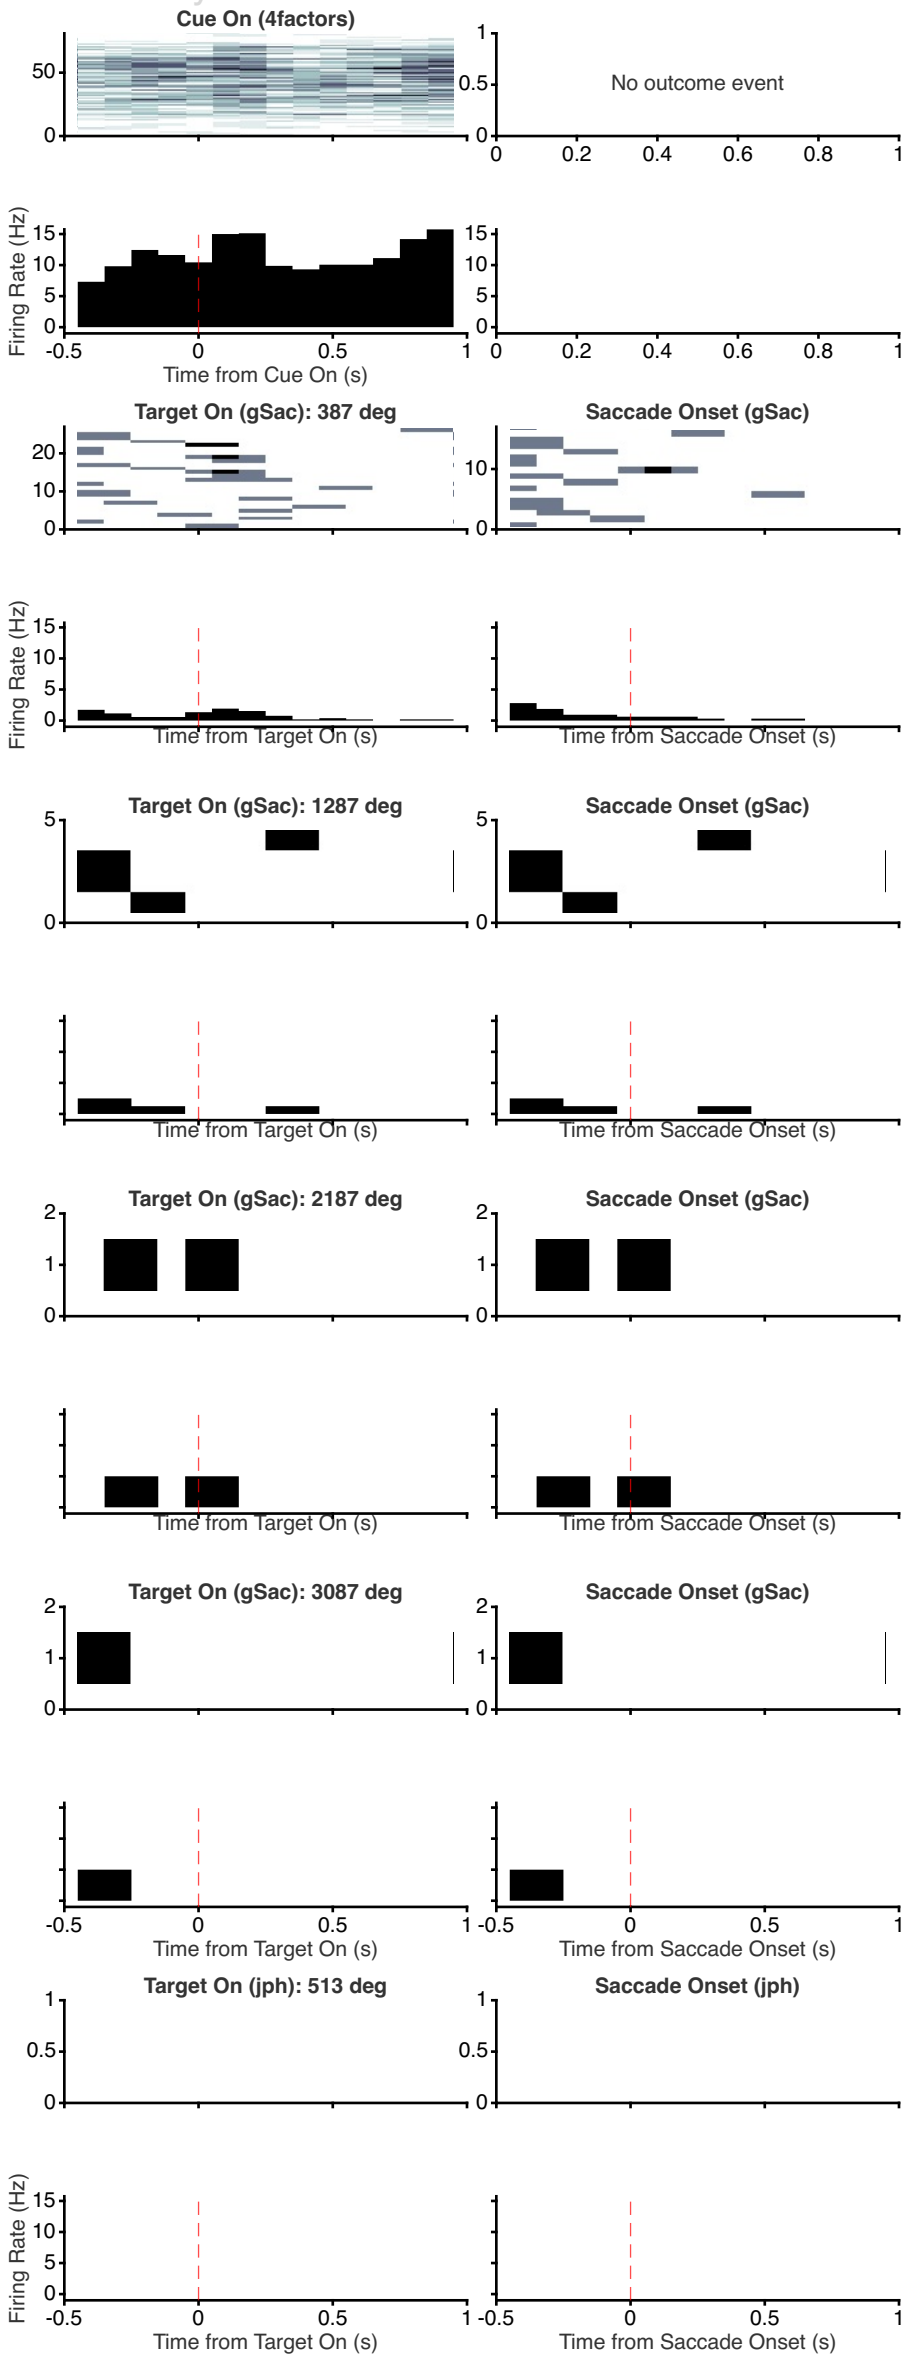 Cue On (4factors)
50
0
1
0.5
0
No outcome event
0 0.2 0.4 0.6 0.8 1
Firing Rate (Hz)
15
10
5
0
-0.5 0 0.5 1
Time from Cue On (s)
15
10
5
0
0 0.2 0.4 0.6 0.8 1
Target On (gSac): 387 deg
20
10
0
Saccade Onset (gSac)
10
0
Firing Rate (Hz)
15
10
5
0
Time from Target On (s)
Time from Saccade Onset (s)
Target On (gSac): 1287 deg
5
0
Saccade Onset (gSac)
5
0
Time from Target On (s)
Time from Saccade Onset (s)
Target On (gSac): 2187 deg
2
1
0
Saccade Onset (gSac)
2
1
0
Time from Target On (s)
Time from Saccade Onset (s)
Target On (gSac): 3087 deg
2
1
0
Saccade Onset (gSac)
2
1
0
-0.5 0 0.5 1
Time from Target On (s)
-0.5 0 0.5 1
Time from Saccade Onset (s)
Target On (jph): 513 deg
1
0.5
0
Saccade Onset (jph)
1
0.5
0
Firing Rate (Hz)
15
10
5
0
-0.5 0 0.5 1
Time from Target On (s)
-0.5 0 0.5 1
Time from Saccade Onset (s)